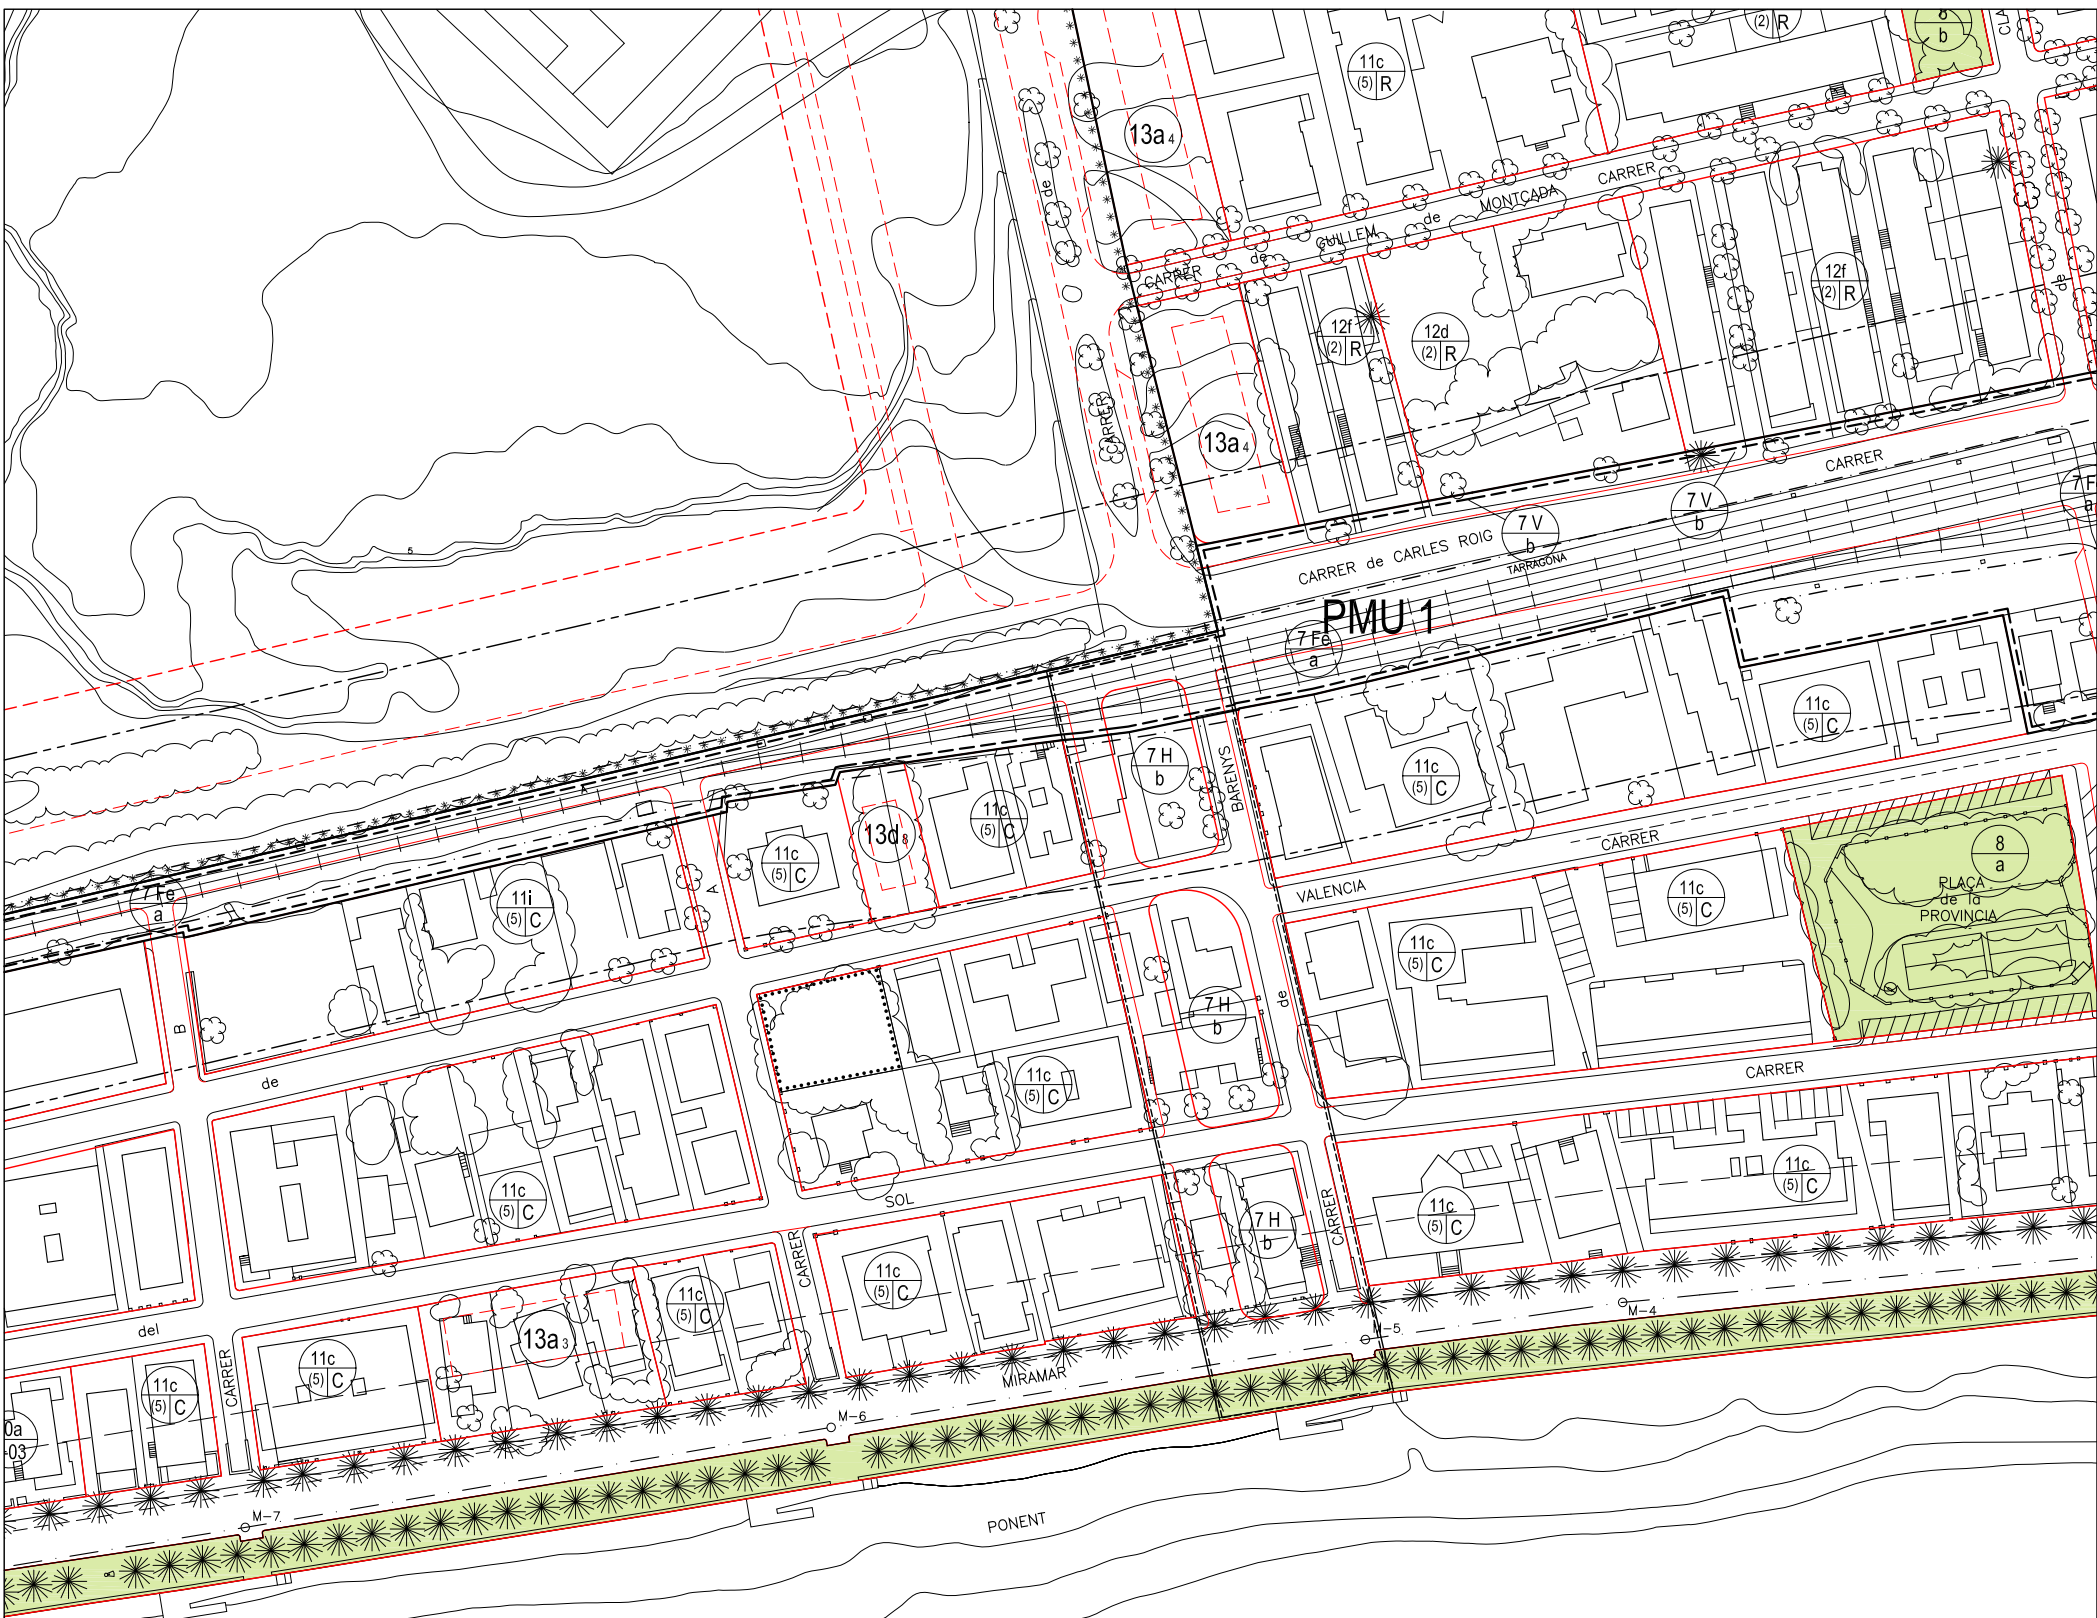 (2) R
8
b
11c
(5) R
13a4
de
CARRER
MONTCADA
de
GUILLEM
de
CARRER
12f
(2) R
de
12f
(2) R
12d
(2) R
CARRER
13a4
CARRER
7 V
b
7 V
b
CARRER de CARLES ROIG
TARRAGONA
5
PMU 1
7 Fe
a
11c
(5) C
7 H
b
BARENYS
11c
(5) C
13d8
11c
(5) C
11c
(5) C
CARRER
8
a
PLAÇA
de la
PROVINCIA
VALENCIA
11c
(5) C
11c
(5) C
7 Fe
a
11i
(5) C
A
B
de
7 H
b
de
11c
(5) C
CARRER
11c
(5) C
11c
(5) C
11c
(5) C
SOL
CARRER
7 H
b
CARRER
11c
(5) C
11c
(5) C
del
13a3
11c
(5) C
CARRER
11c
(5) C
MIRAMAR
M-4
M-5
M-6
M-7
PONENT